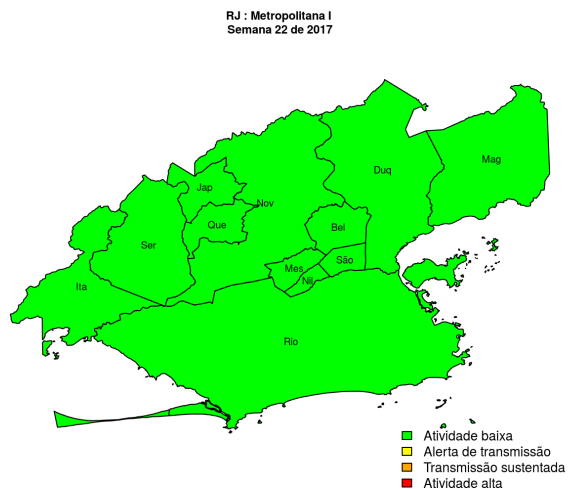 RJ : Metropolitana I
Semana 22 de 2017
Mag
Duq
Jap
Nov
Que
Bel
Ser
São
Mes
Nil
Ita
Rio
Atividade baixa
Alerta de transmissão
Transmissão sustentada
Atividade alta